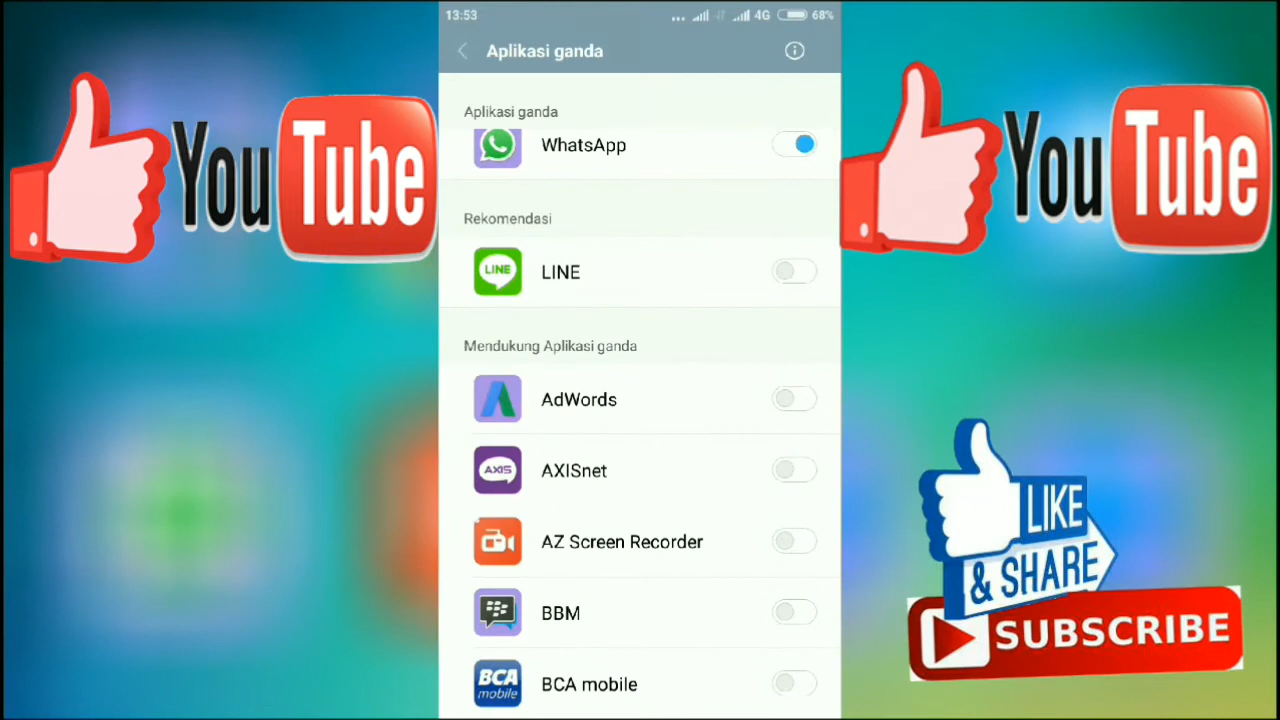 13:53
4G
68%
Aplikasi ganda
Aplikasi ganda
WhatsApp
Rekomendasi
LINE
LINE
Mendukung Aplikasi ganda
AdWords
AXIS
AXISnet
AZ Screen Recorder
BBM
BCA
mobile
BCA mobile
YouTube
YouTube
LIKE
& SHARE
SUBSCRIBE